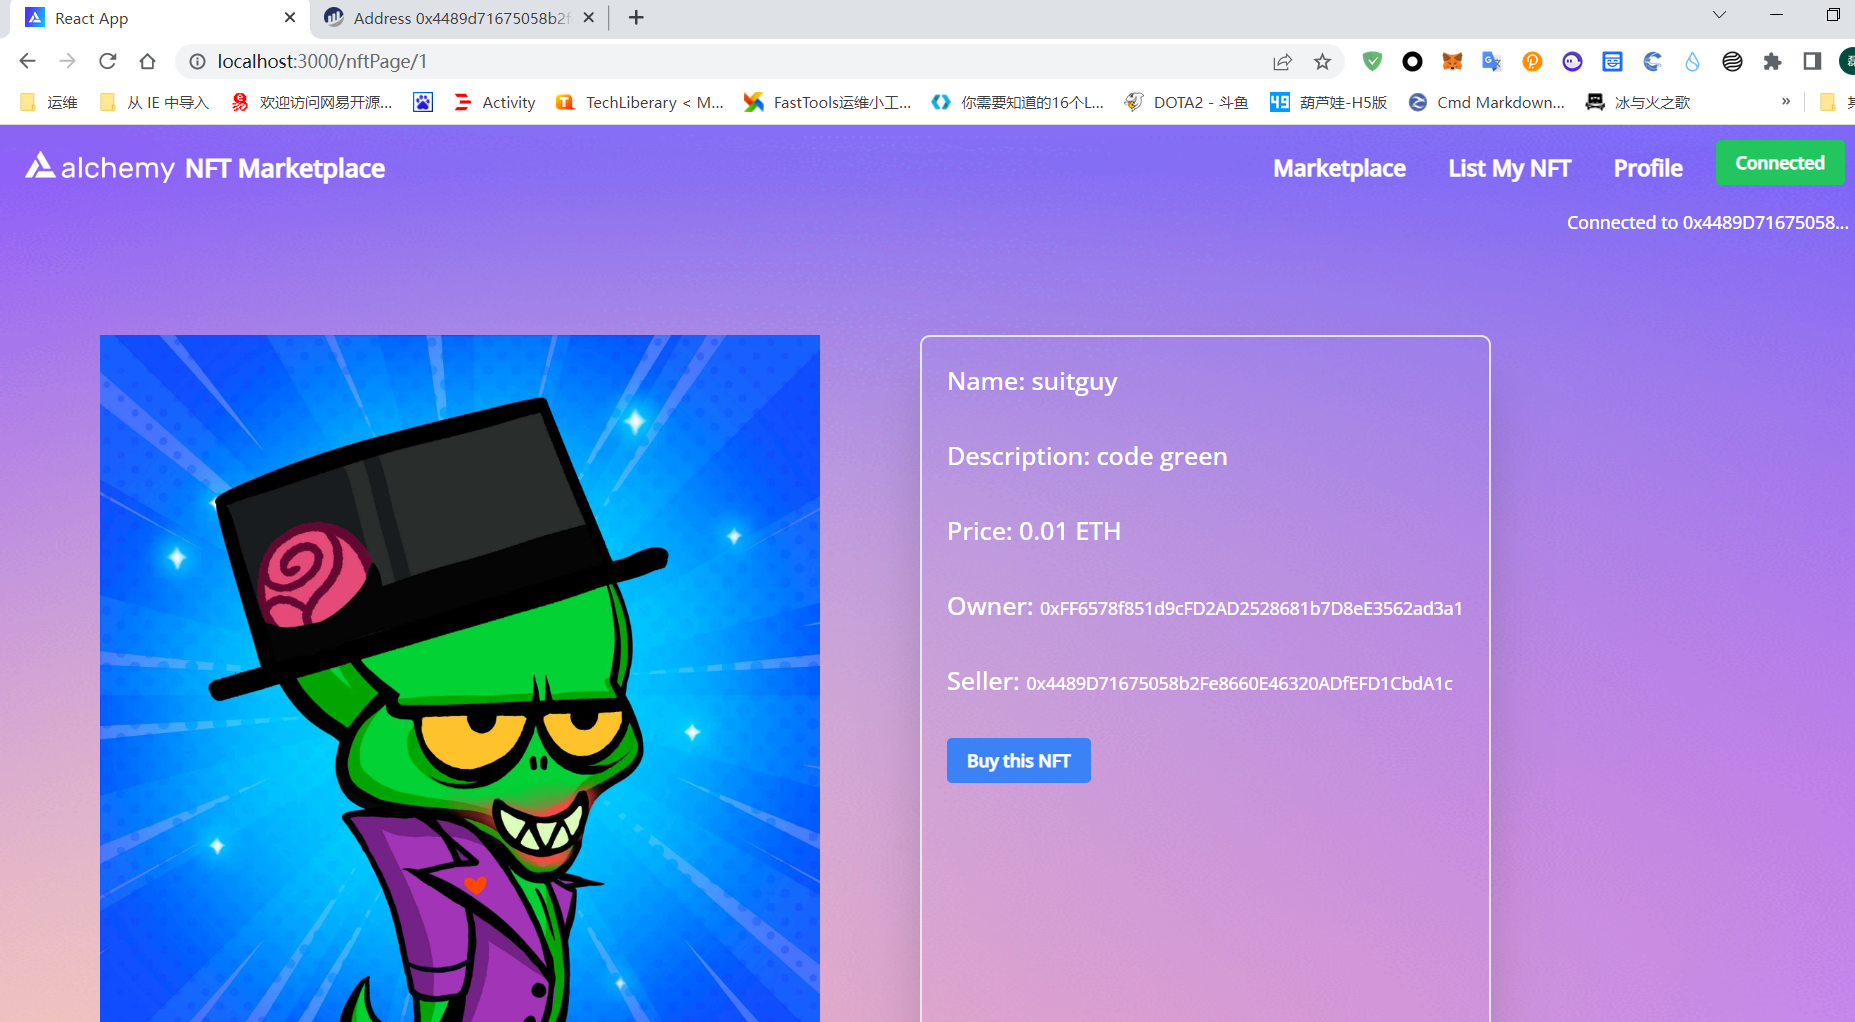 React App
Address 0x4489d71675058b2f
localhost:3000/nftPage/1
运维
从 IE 中导入
欢迎访问网易开源...
Activity
TechLiberary < M...
FastTools运维小工...
你需要知道的16个L...
DOTA2 - 斗鱼
49
葫芦娃-H5版
Cmd Markdown...
冰与火之歌
»
alchemy NFT Marketplace
Marketplace
List My NFT
Profile
Connected
Connected to 0x4489D71675058...
Name: suitguy
Description: code green
Price: 0.01 ETH
Owner: 0xFF6578f851d9cFD2AD2528681b7D8eE3562ad3a1
Seller: 0x4489D71675058b2Fe8660E46320ADfEFD1CbdA1c
Buy this NFT